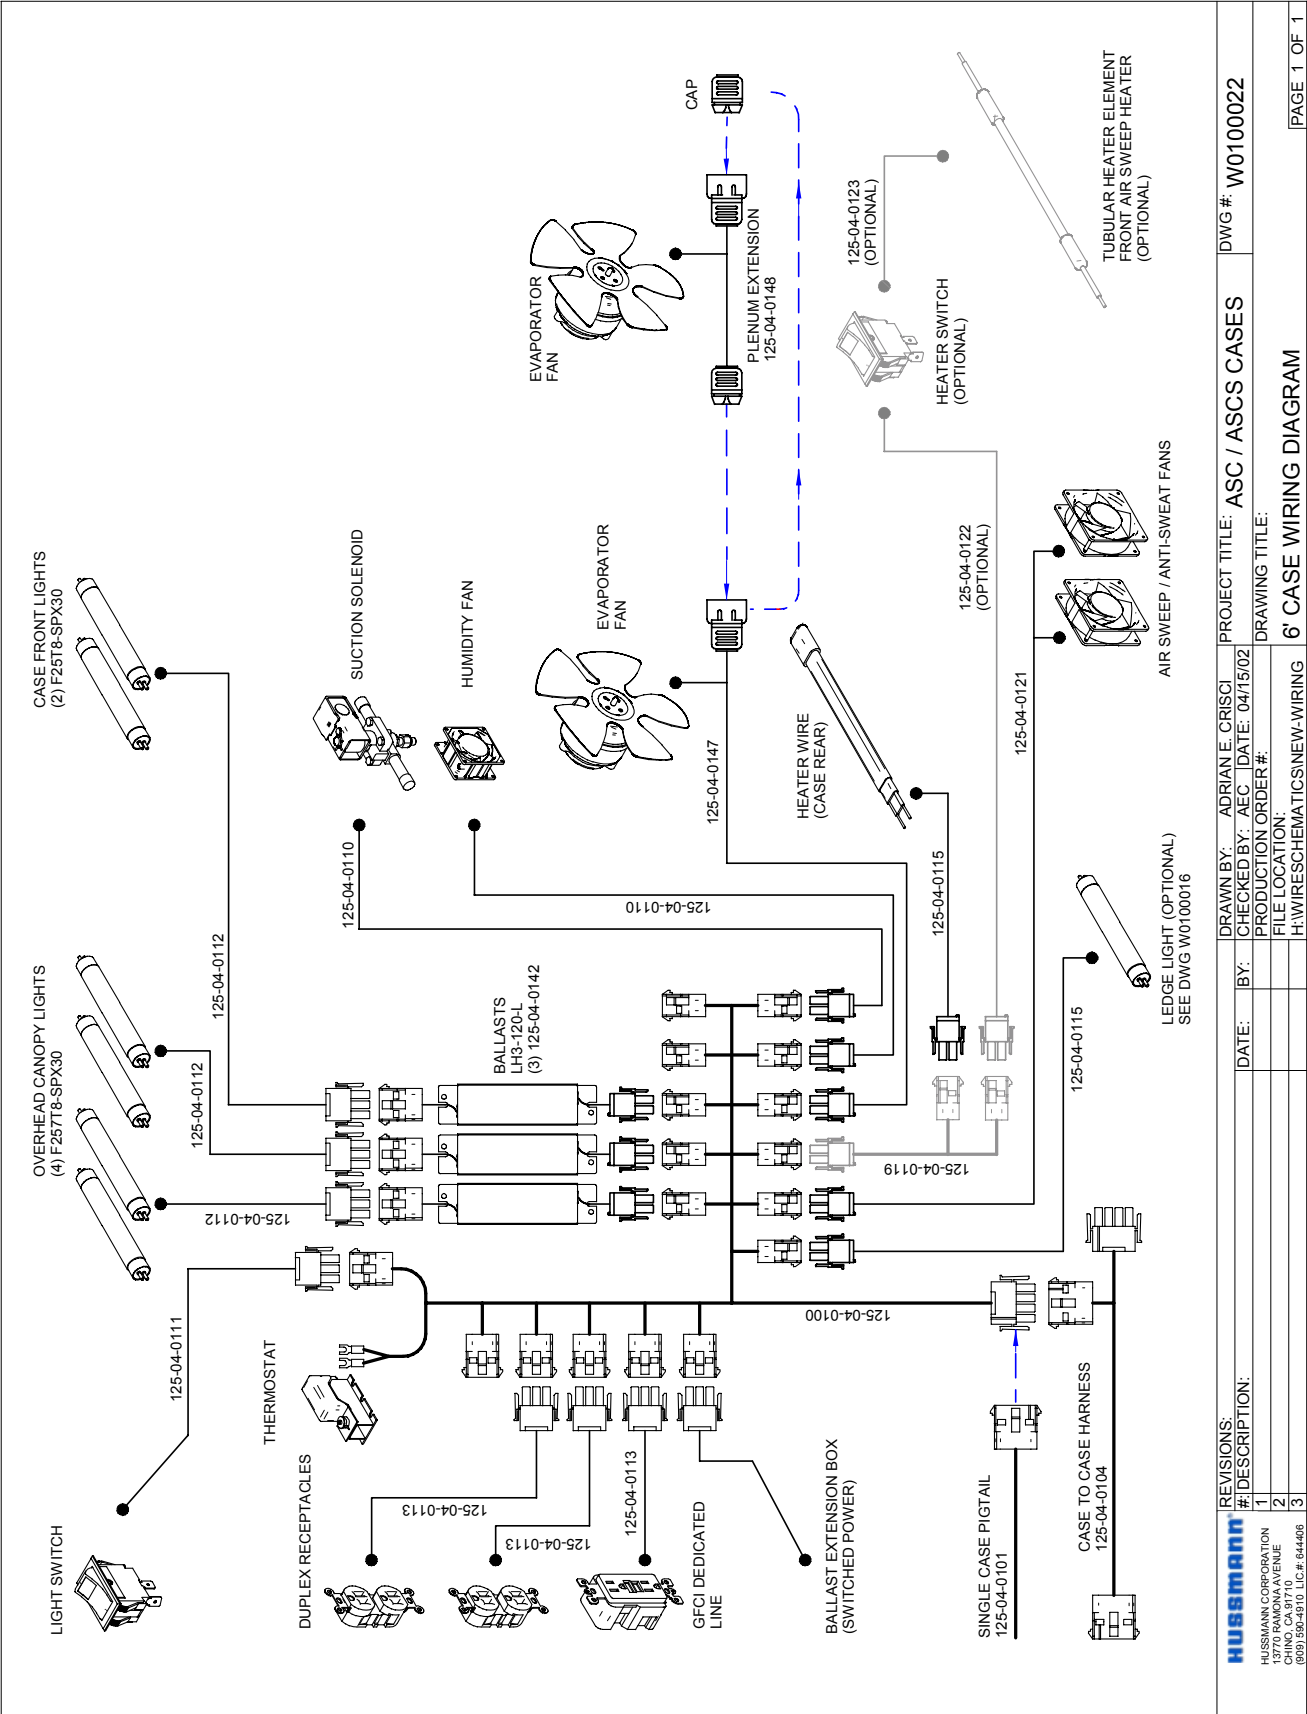 LIGHT SWITCH
125-04-0111
THERMOSTAT
DUPLEX RECEPTACLES
125-04-0113
125-04-0113
125-04-0113
GFCI DEDICATED
LINE
BALLAST EXTENSION BOX
(SWITCHED POWER)
SINGLE CASE PIGTAIL
125-04-0101
CASE TO CASE HARNESS
125-04-0104
OVERHEAD CANOPY LIGHTS
(4) F257T8-SPX30
125-04-0112
125-04-0112
125-04-0112
CASE FRONT LIGHTS
(2) F25T8-SPX30
BALLASTS
LH3-120-L
(3) 125-04-0142
125-04-0100
125-04-0119
125-04-0110
SUCTION SOLENOID
125-04-0110
HUMIDITY FAN
EVAPORATOR
FAN
125-04-0147
EVAPORATOR
FAN
PLENUM EXTENSION
125-04-0148
CAP
HEATER WIRE
(CASE REAR)
125-04-0115
125-04-0122
(OPTIONAL)
HEATER SWITCH
(OPTIONAL)
125-04-0123
(OPTIONAL)
TUBULAR HEATER ELEMENT
FRONT AIR SWEEP HEATER
(OPTIONAL)
125-04-0121
AIR SWEEP / ANTI-SWEAT FANS
125-04-0115
LEDGE LIGHT (OPTIONAL)
SEE DWG W0100016
HUSSMANN
HUSSMANN CORPORATION
13770 RAMONA AVENUE
CHINO, CA 91710
(909) 590-4910 LIC.#: 644406
REVISIONS:
#: DESCRIPTION:
DATE:
BY:
1
2
3
DRAWN BY: ADRIAN E. CRISCI
CHECKED BY: AEC DATE: 04/15/02
PRODUCTION ORDER #:
FILE LOCATION:
H:\WIRESCHEMATICS\NEW-WIRING
PROJECT TITLE: ASC / ASCS CASES
DRAWING TITLE:
6' CASE WIRING DIAGRAM
DWG #: W0100022
PAGE 1 OF 1